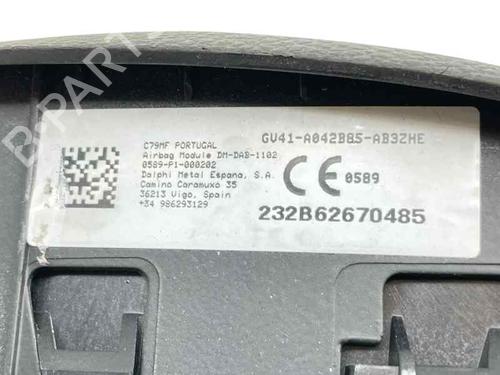 B-PARTS
C79MF PORTUGAL
Airbag Module DM-DAB-1102
0589-P1-000202
Dalphi Metal Espana, S.A.
Camino Caramuxo 35
36213 Vigo, Spain
+34 986293129
GV41-A042B85-AB3ZHE
CE 0589
232B62670485